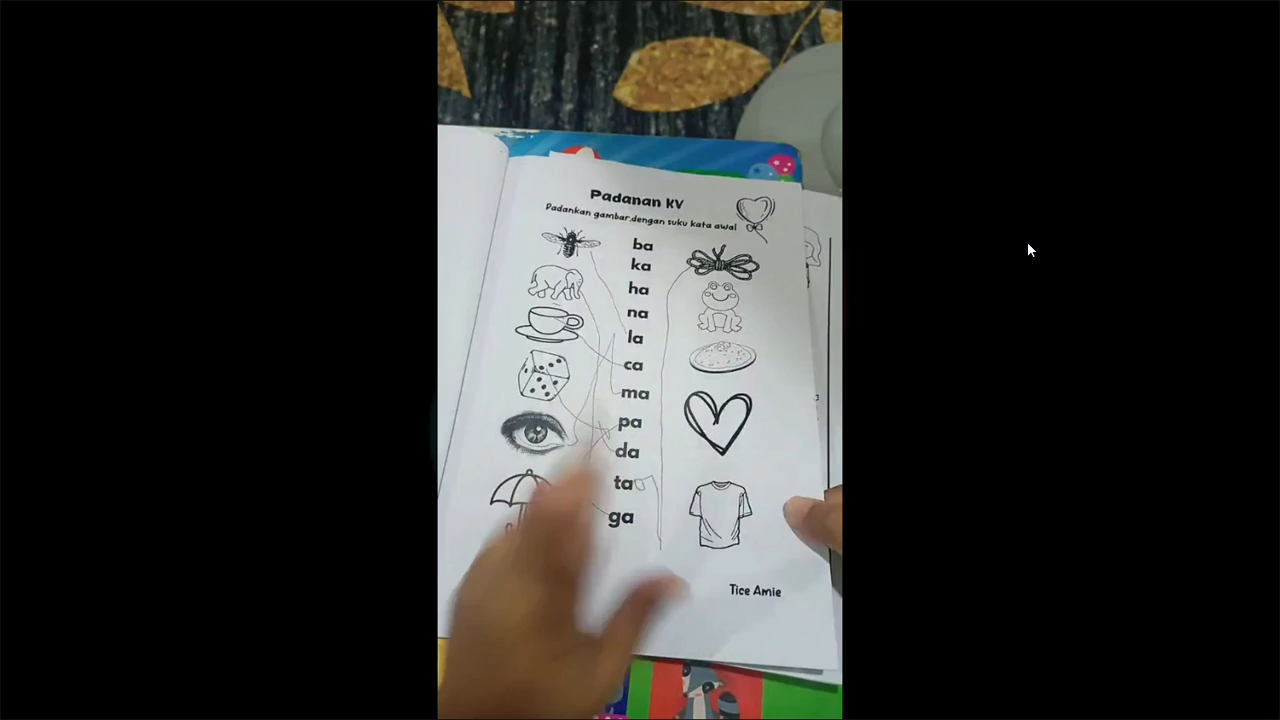 Padanan KV
Padankan gambar dengan suku kata awal
ba
ka
ha
na
la
ca
ma
pa
da
ta
ga
Tice Amie